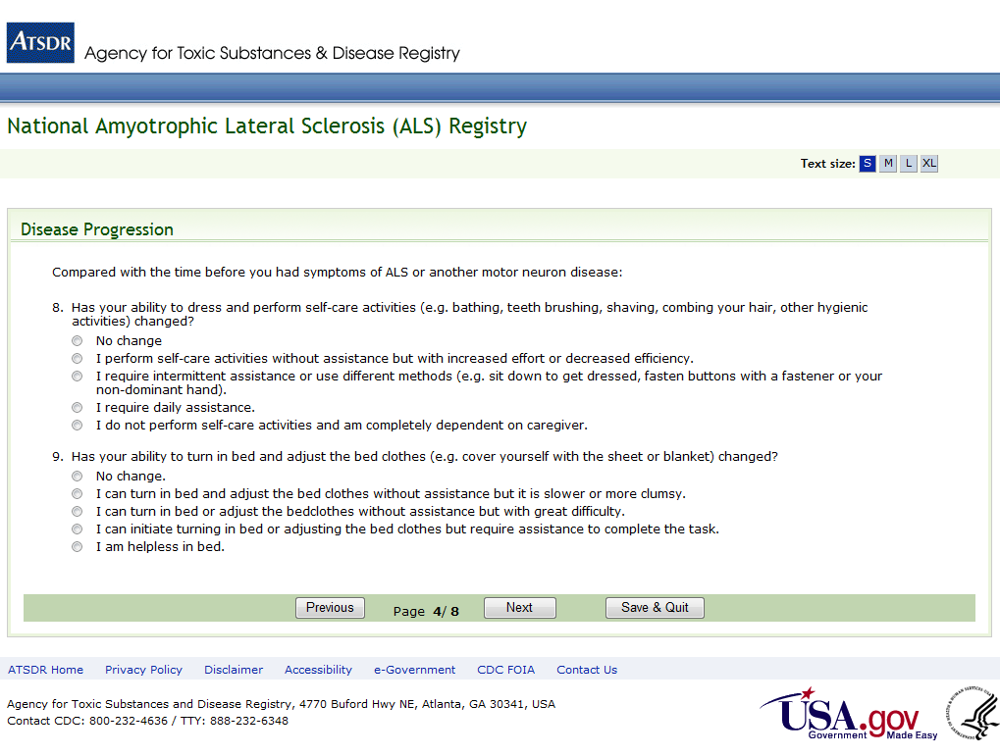 ATSDR
Agency for Toxic Substances & Disease Registry
National Amyotrophic Lateral Sclerosis (ALS) Registry
Text size: S M L XL
Disease Progression
Compared with the time before you had symptoms of ALS or another motor neuron disease:
8. Has your ability to dress and perform self-care activities (e.g. bathing, teeth brushing, shaving, combing your hair, other hygienic
activities) changed?
No change
I perform self-care activities without assistance but with increased effort or decreased efficiency.
I require intermittent assistance or use different methods (e.g. sit down to get dressed, fasten buttons with a fastener or your
non-dominant hand).
I require daily assistance.
I do not perform self-care activities and am completely dependent on caregiver.
9. Has your ability to turn in bed and adjust the bed clothes (e.g. cover yourself with the sheet or blanket) changed?
No change.
I can turn in bed and adjust the bed clothes without assistance but it is slower or more clumsy.
I can turn in bed or adjust the bedclothes without assistance but with great difficulty.
I can initiate turning in bed or adjusting the bed clothes but require assistance to complete the task.
I am helpless in bed.
Previous Page 4/ 8 Next Save & Quit
ATSDR Home Privacy Policy Disclaimer Accessibility e-Government CDC FOIA Contact Us
Agency for Toxic Substances and Disease Registry, 4770 Buford Hwy NE, Atlanta, GA 30341, USA
Contact CDC: 800-232-4636 / TTY: 888-232-6348
USA.gov
Government Made Easy